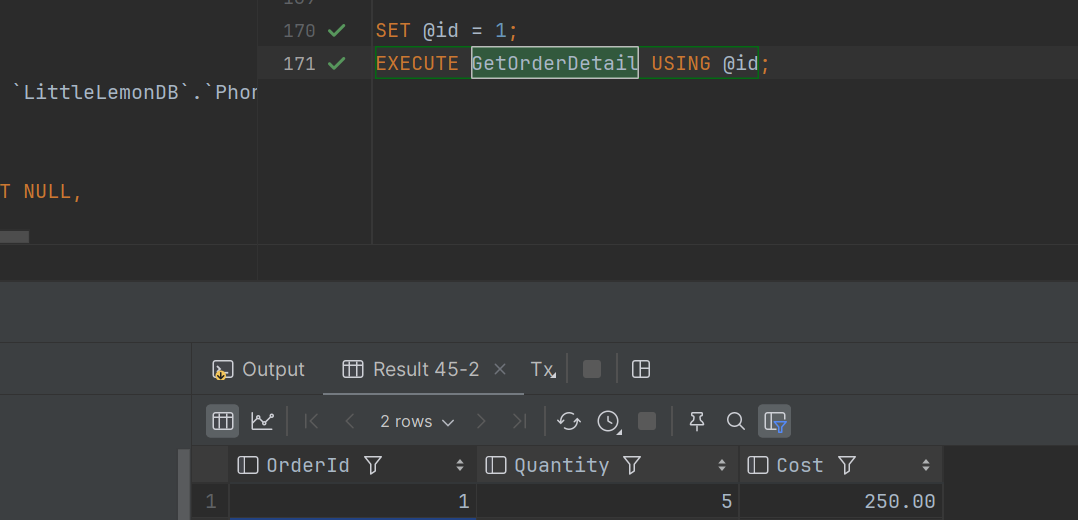 170 SET @id = 1;
171 EXECUTE GetOrderDetail USING @id;
`LittleLemonDB`.`Phon
T NULL,
Output Result 45-2 Tx
2 rows
OrderId Quantity Cost
1 1 5 250.00